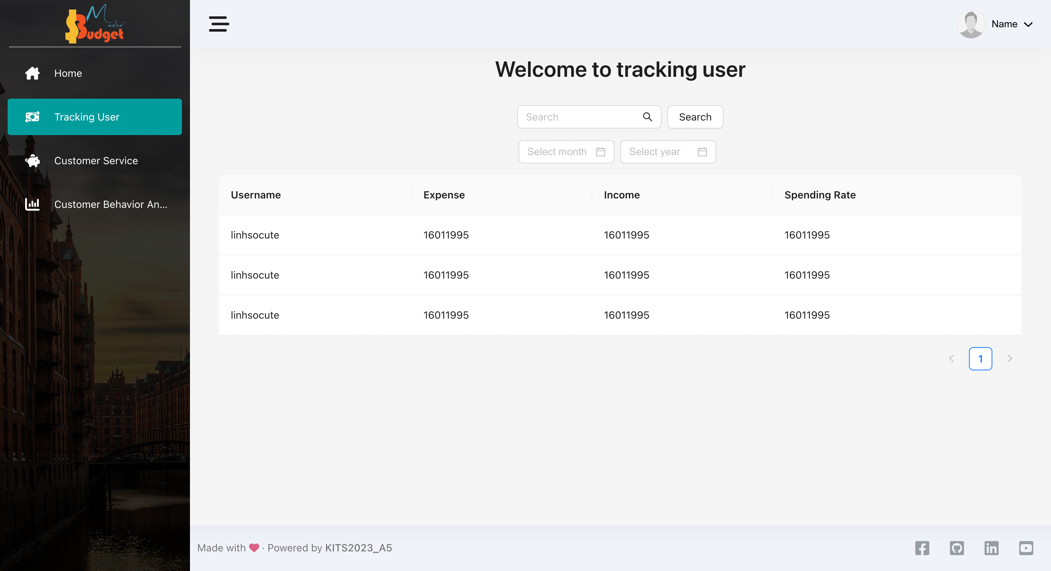 Master
Budget
Name
Home
Tracking User
Customer Service
Customer Behavior An...
Welcome to tracking user
Search
Search
Select month
Select year
Username Expense Income Spending Rate
linhsocute 16011995 16011995 16011995
linhsocute 16011995 16011995 16011995
linhsocute 16011995 16011995 16011995
1
Made with ❤ · Powered by KITS2023_A5